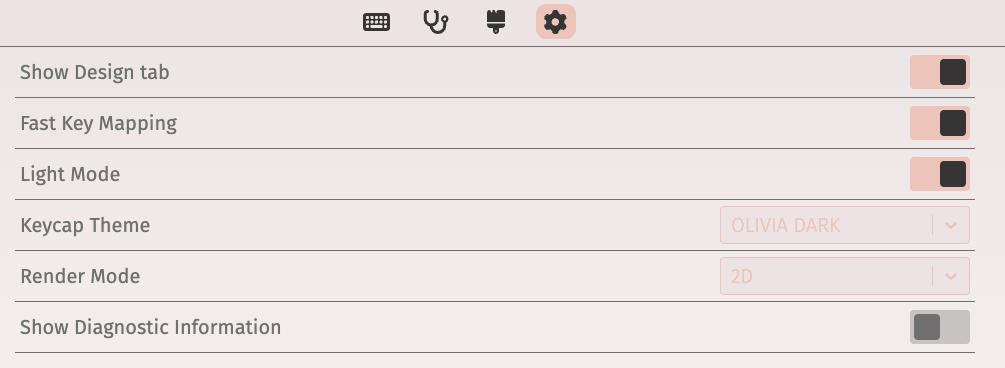 Show Design tab
Fast Key Mapping
Light Mode
Keycap Theme
OLIVIA DARK
Render Mode
2D
Show Diagnostic Information